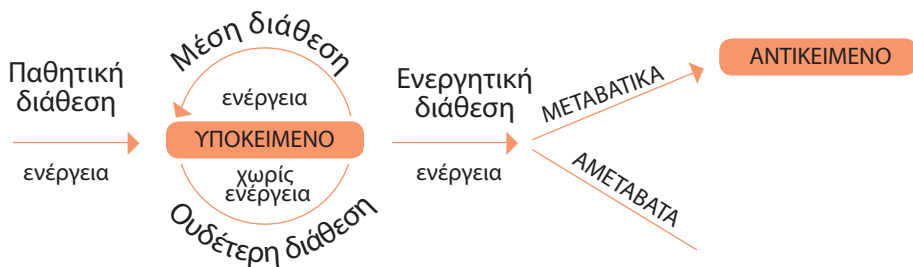 Παθητική
διάθεση
ενέργεια
Μέση διάθεση
ενέργεια
ΥΠΟΚΕΙΜΕΝΟ
χωρίς
ενέργεια
Ουδέτερη διάθεση
Ενεργητική
διάθεση
ενέργεια
ΜΕΤΑΒΑΤΙΚΑ
ΑΜΕΤΑΒΑΤΑ
ΑΝΤΙΚΕΙΜΕΝΟ